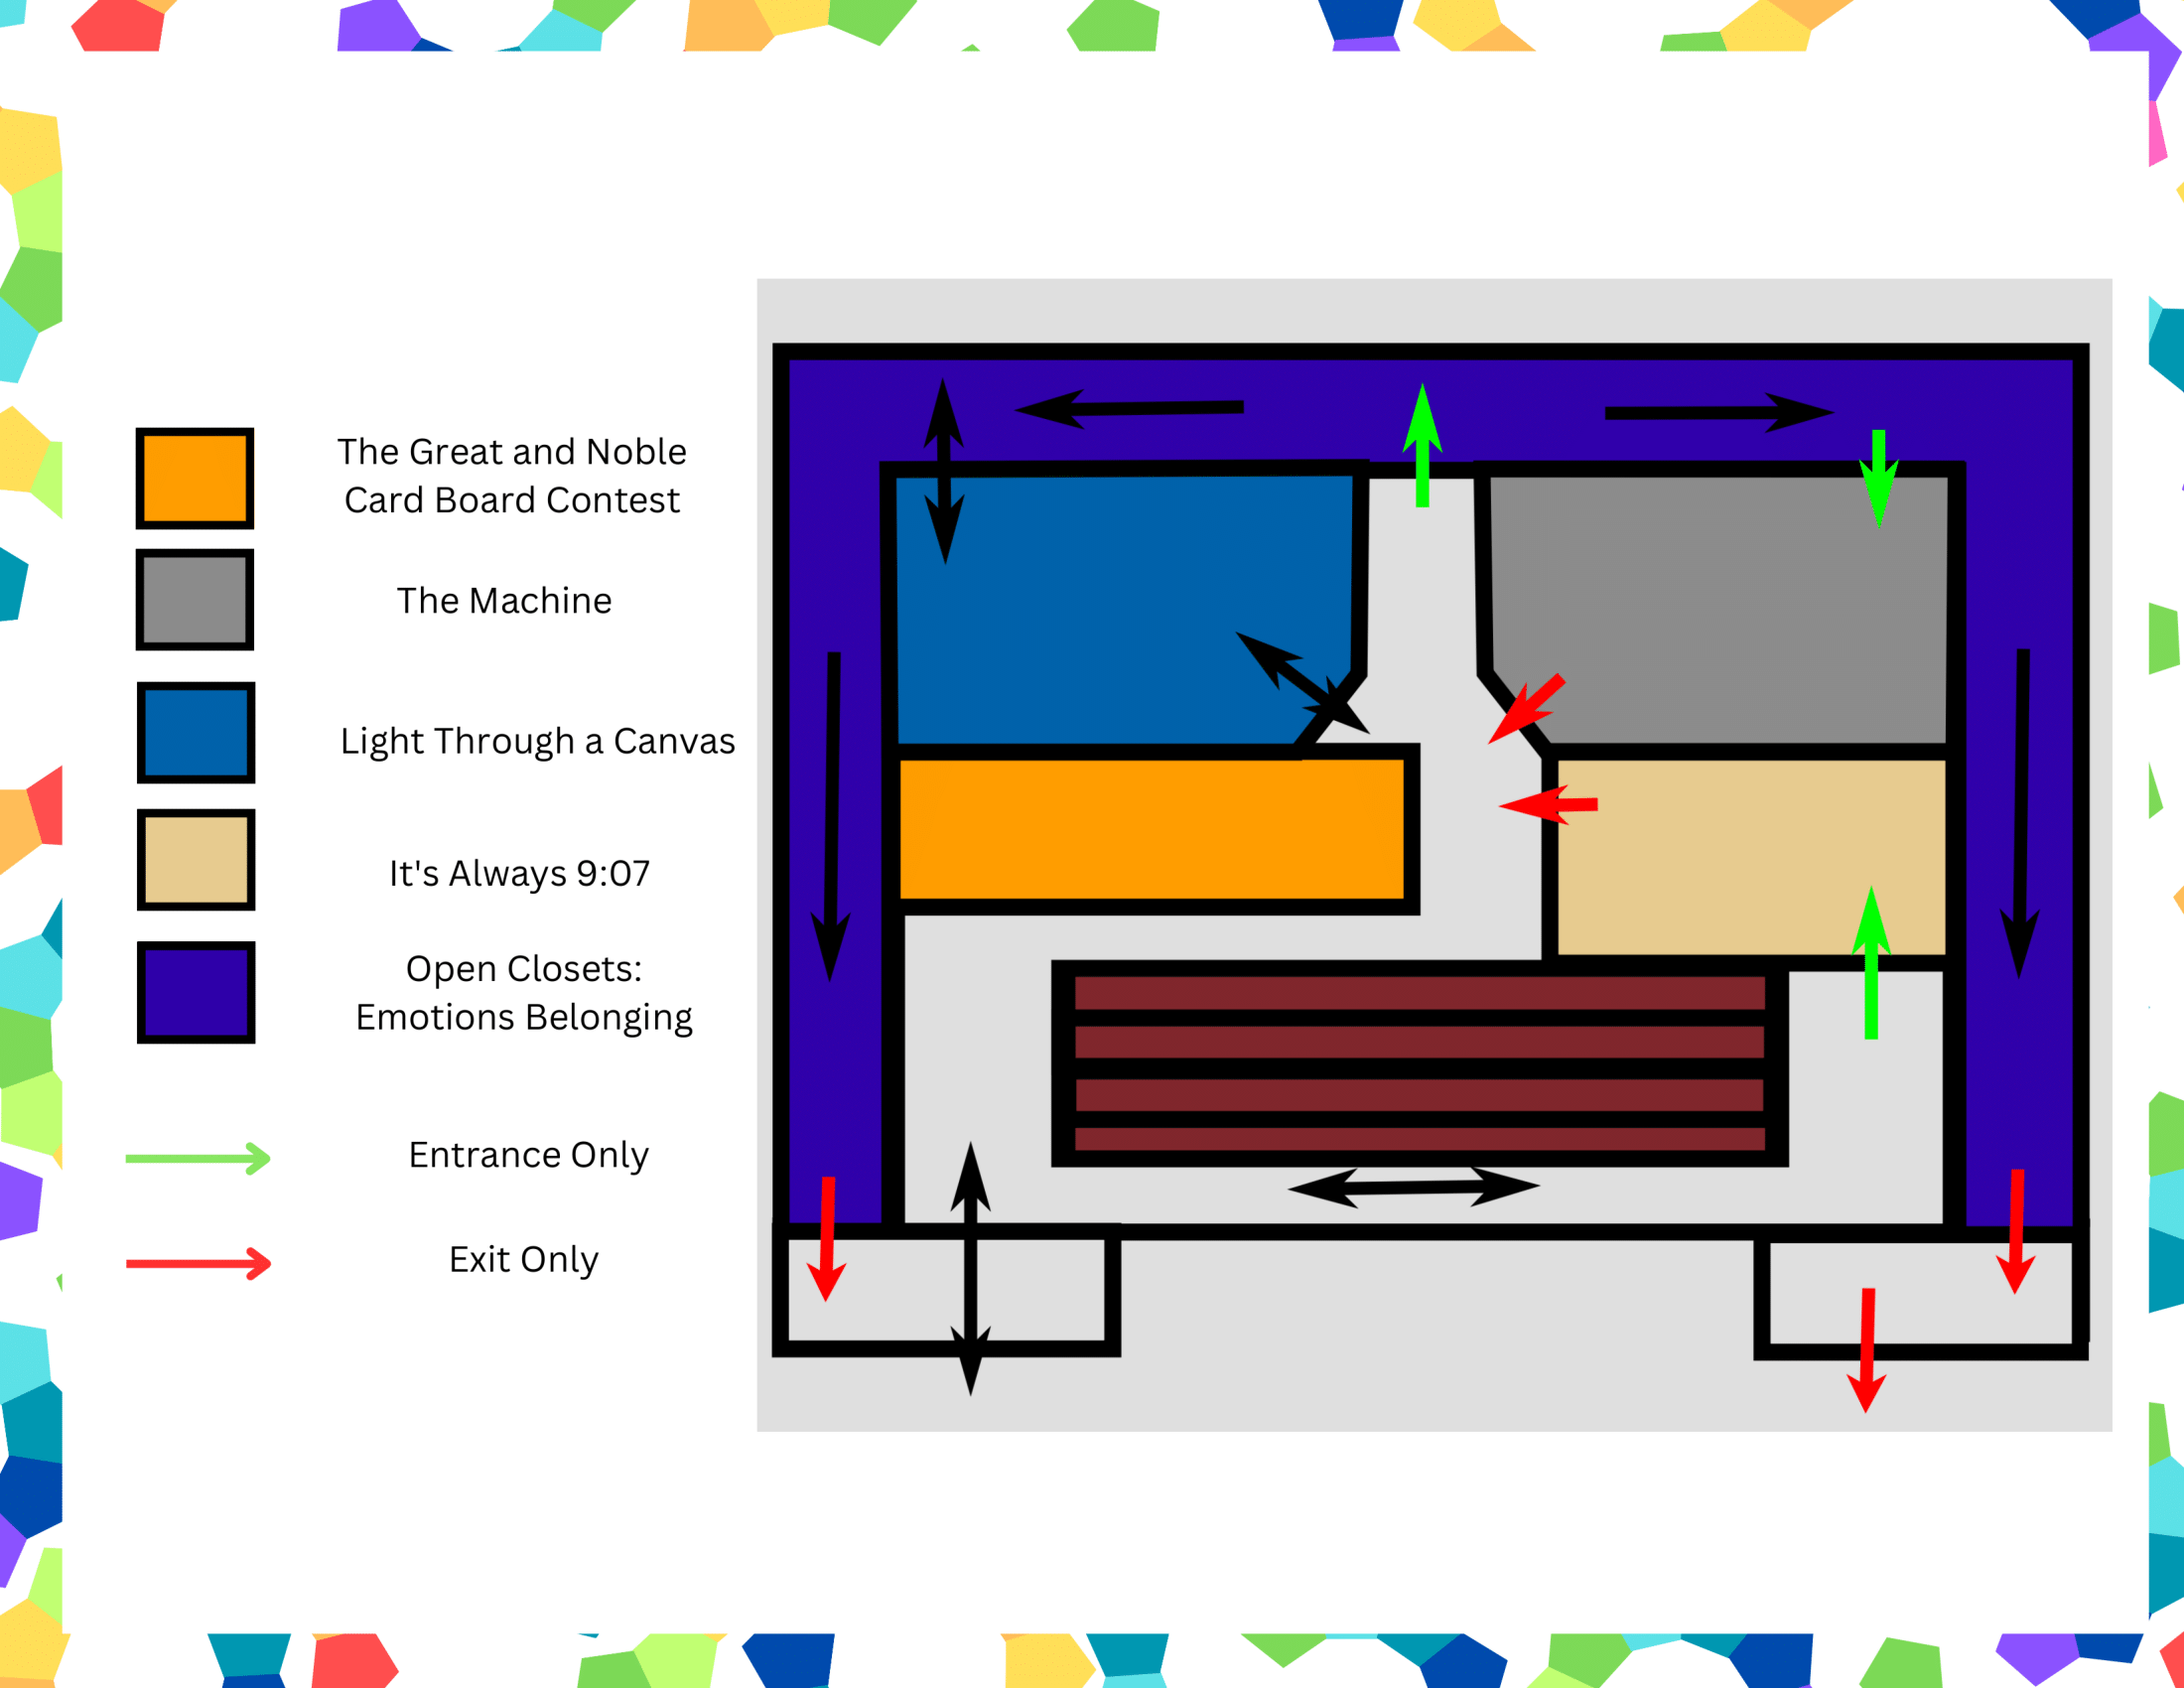 The Great and Noble
Card Board Contest
The Machine
Light Through a Canvas
It's Always 9:07
Open Closets:
Emotions Belonging
Entrance Only
Exit Only